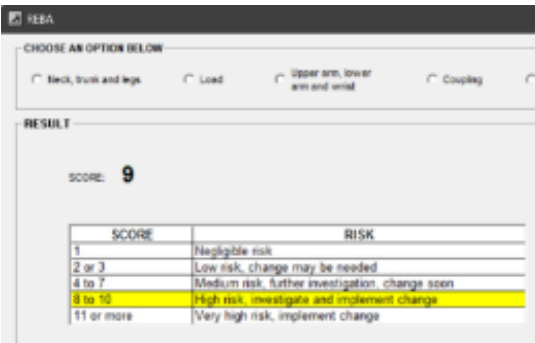 REBA
CHOOSE AN OPTION BELOW
Neck, trunk and legs
Load
Upper arm, lower
arm and wrist
Coupling
RESULT
SCORE: 9
SCORE RISK
1 Negligible risk
2 or 3 Low risk, change may be needed
4 to 7 Medium risk, further investigation, change soon
8 to 10 High risk, investigate and implement change
11 or more Very high risk, implement change